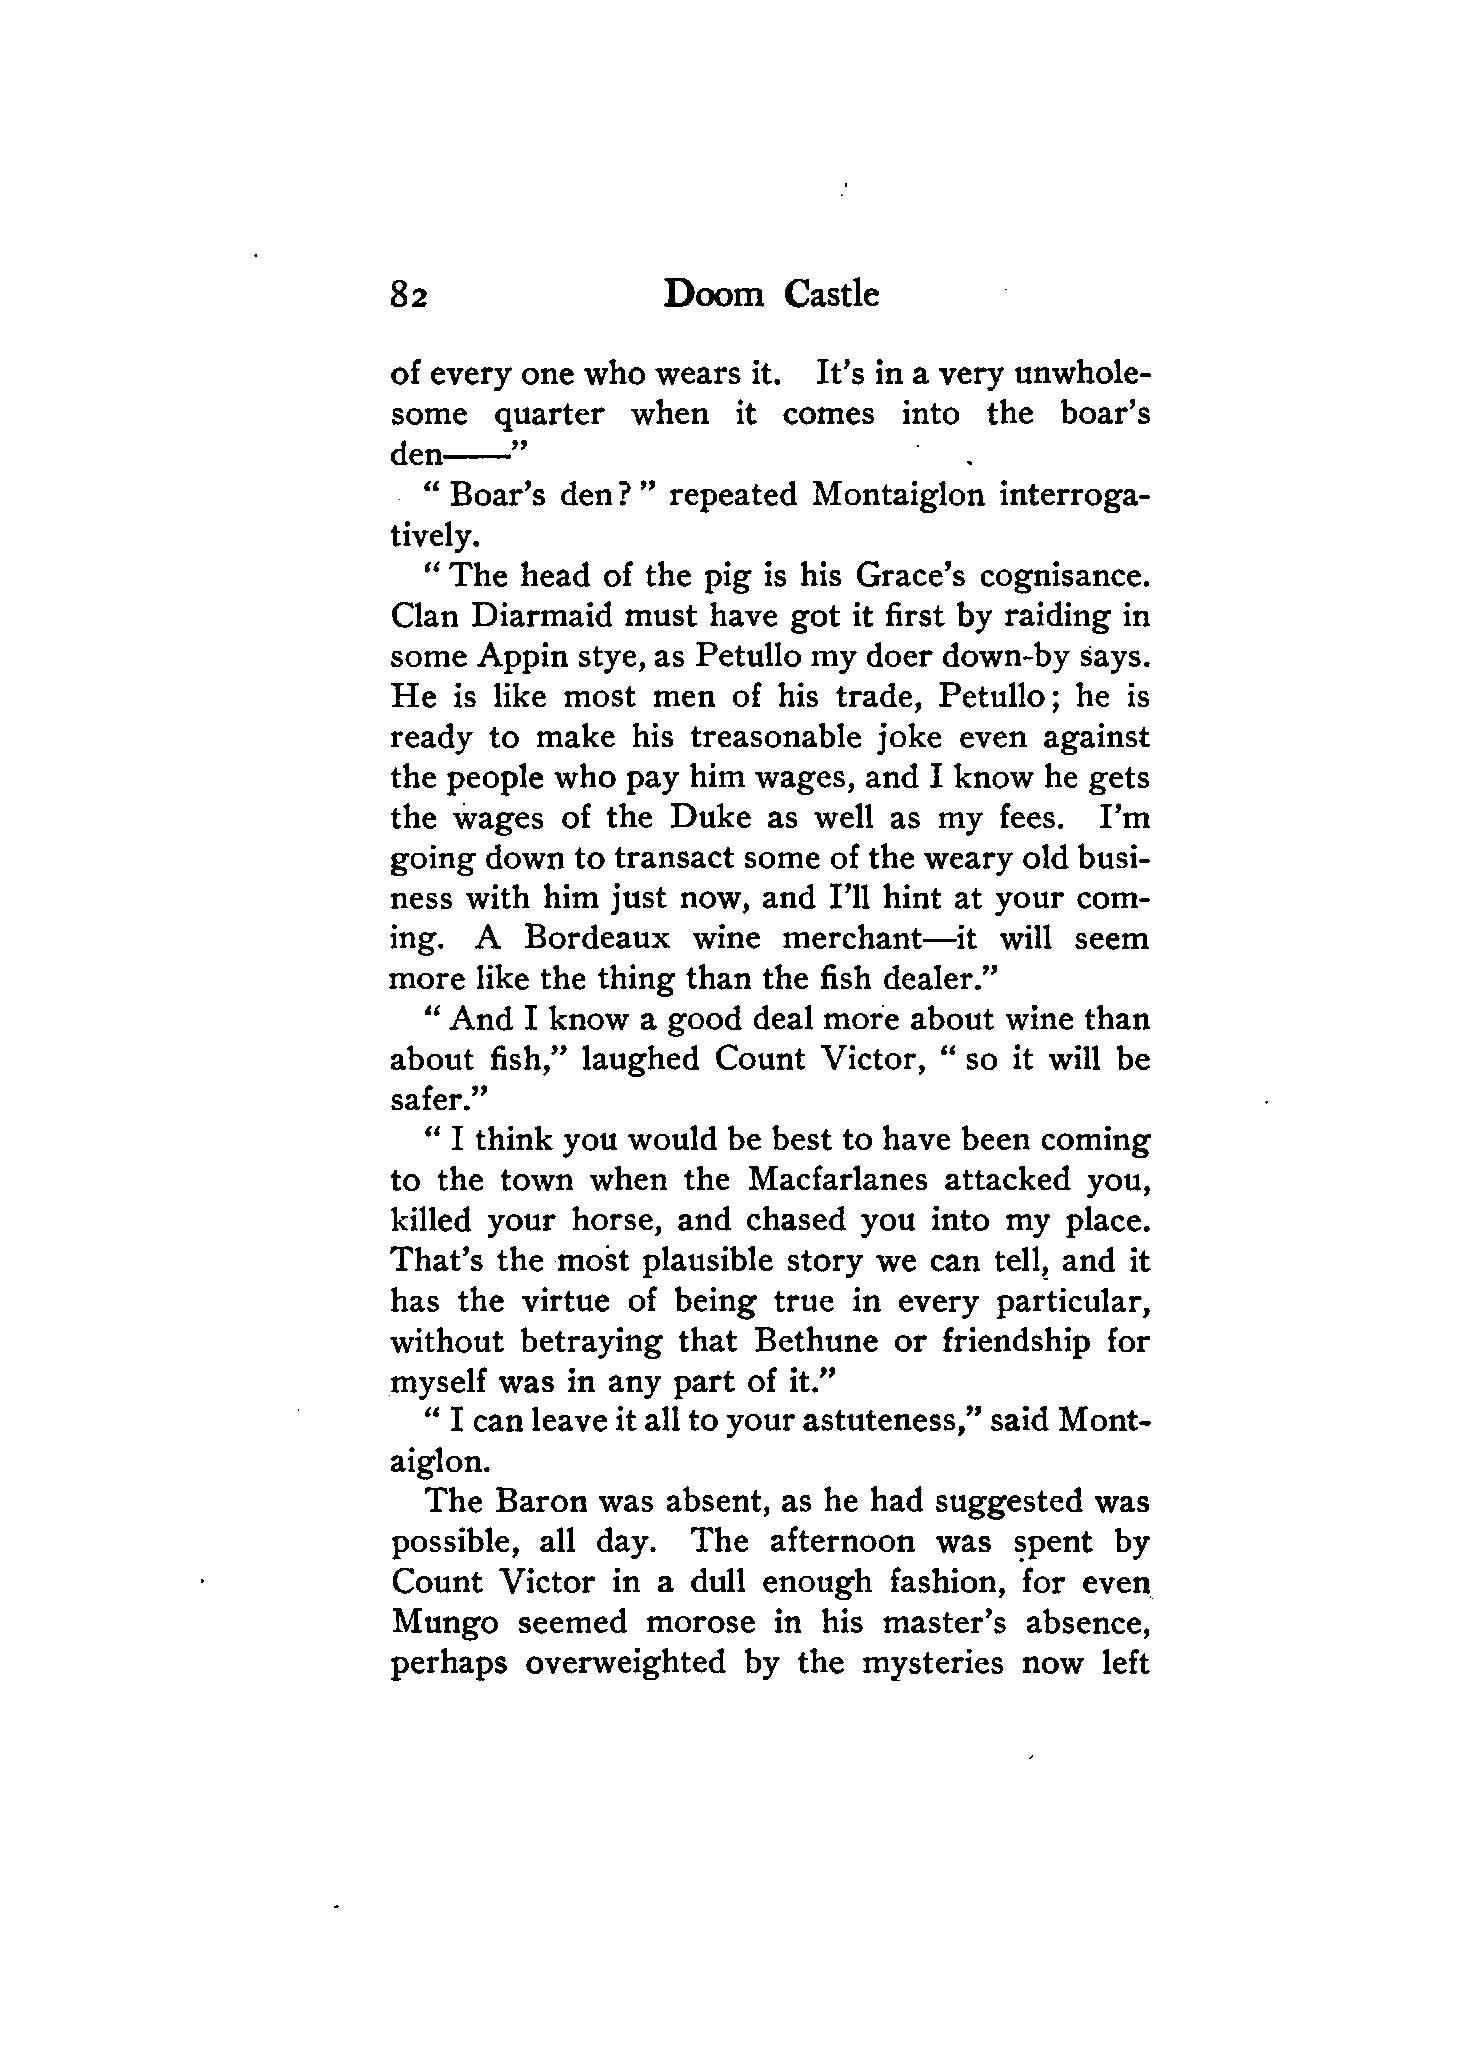 82 Doom Castle
of every one who wears it. It's in a very unwhole-
some quarter when it comes into the boar's
den——"
"Boar's den?" repeated Montaiglon interroga-
tively.
"The head of the pig is his Grace's cognisance.
Clan Diarmaid must have got it first by raiding in
some Appin stye, as Petullo my doer down-by says.
He is like most men of his trade, Petullo; he is
ready to make his treasonable joke even against
the people who pay him wages, and I know he gets
the wages of the Duke as well as my fees. I'm
going down to transact some of the weary old busi-
ness with him just now, and I'll hint at your com-
ing. A Bordeaux wine merchant—it will seem
more like the thing than the fish dealer."
"And I know a good deal more about wine than
about fish," laughed Count Victor, "so it will be
safer."
"I think you would be best to have been coming
to the town when the Macfarlanes attacked you,
killed your horse, and chased you into my place.
That's the most plausible story we can tell, and it
has the virtue of being true in every particular,
without betraying that Bethune or friendship for
myself was in any part of it."
"I can leave it all to your astuteness," said Mont-
aiglon.
The Baron was absent, as he had suggested was
possible, all day. The afternoon was spent by
Count Victor in a dull enough fashion, for even
Mungo seemed morose in his master's absence,
perhaps overweighted by the mysteries now left